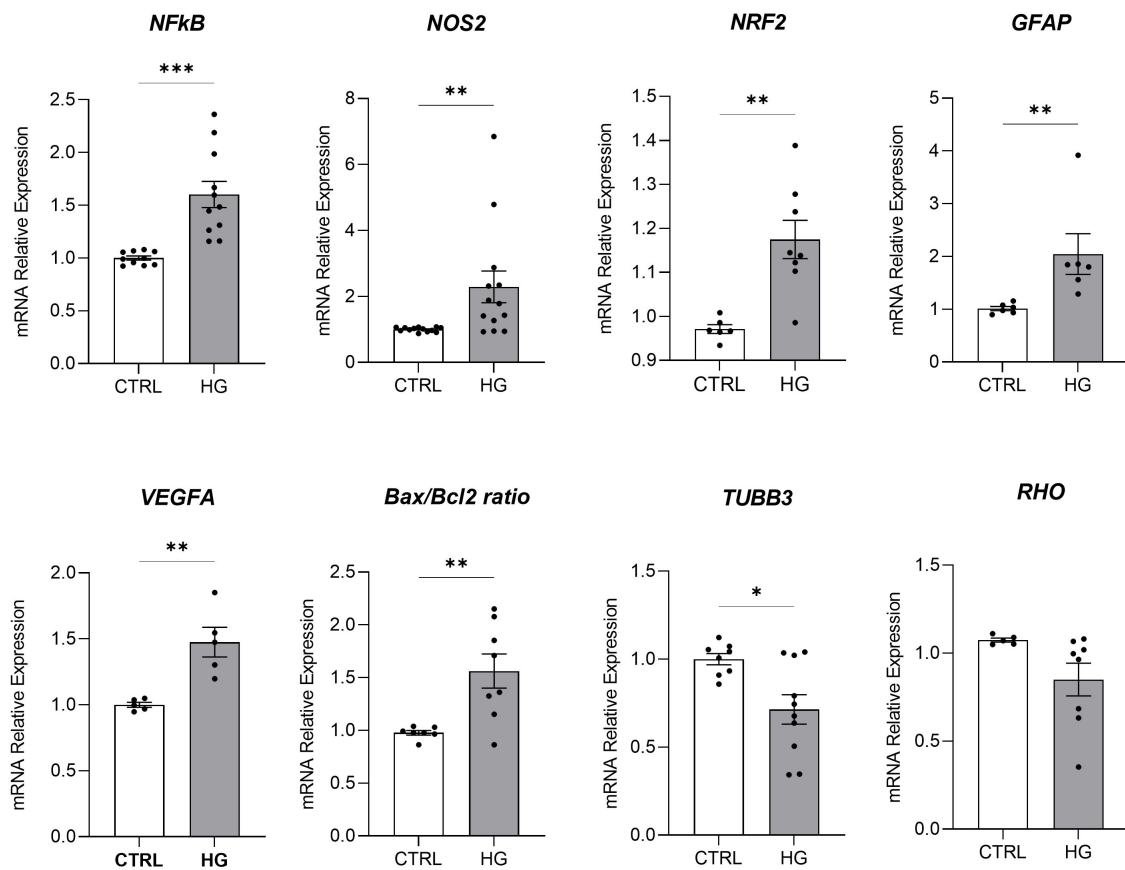 NFkB
***
mRNA Relative Expression
2.5
2.0
1.5
1.0
0.5
0.0
CTRL HG
NOS2
**
mRNA Relative Expression
8
6
4
2
0
CTRL HG
NRF2
**
mRNA Relative Expression
1.5
1.4
1.3
1.2
1.1
1.0
0.9
CTRL HG
GFAP
**
mRNA Relative Expression
5
4
3
2
1
0
CTRL HG
VEGFA
**
mRNA Relative Expression
2.0
1.5
1.0
0.5
0.0
CTRL HG
Bax/Bcl2 ratio
**
mRNA Relative Expression
2.5
2.0
1.5
1.0
0.5
0.0
CTRL HG
TUBB3
*
mRNA Relative Expression
1.5
1.0
0.5
0.0
CTRL HG
RHO
mRNA Relative Expression
1.5
1.0
0.5
0.0
CTRL HG